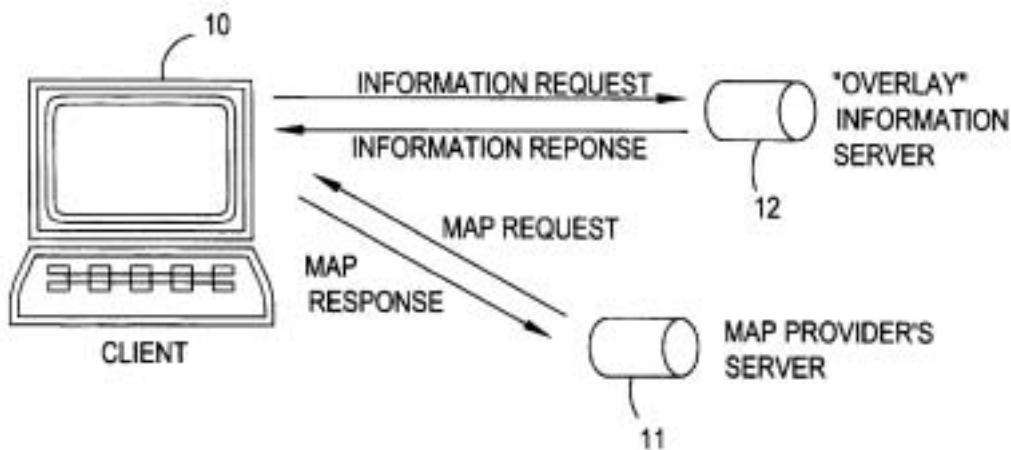 10
INFORMATION REQUEST
INFORMATION REPONSE
"OVERLAY"
INFORMATION
SERVER
12
MAP REQUEST
MAP
RESPONSE
CLIENT
MAP PROVIDER'S
SERVER
11